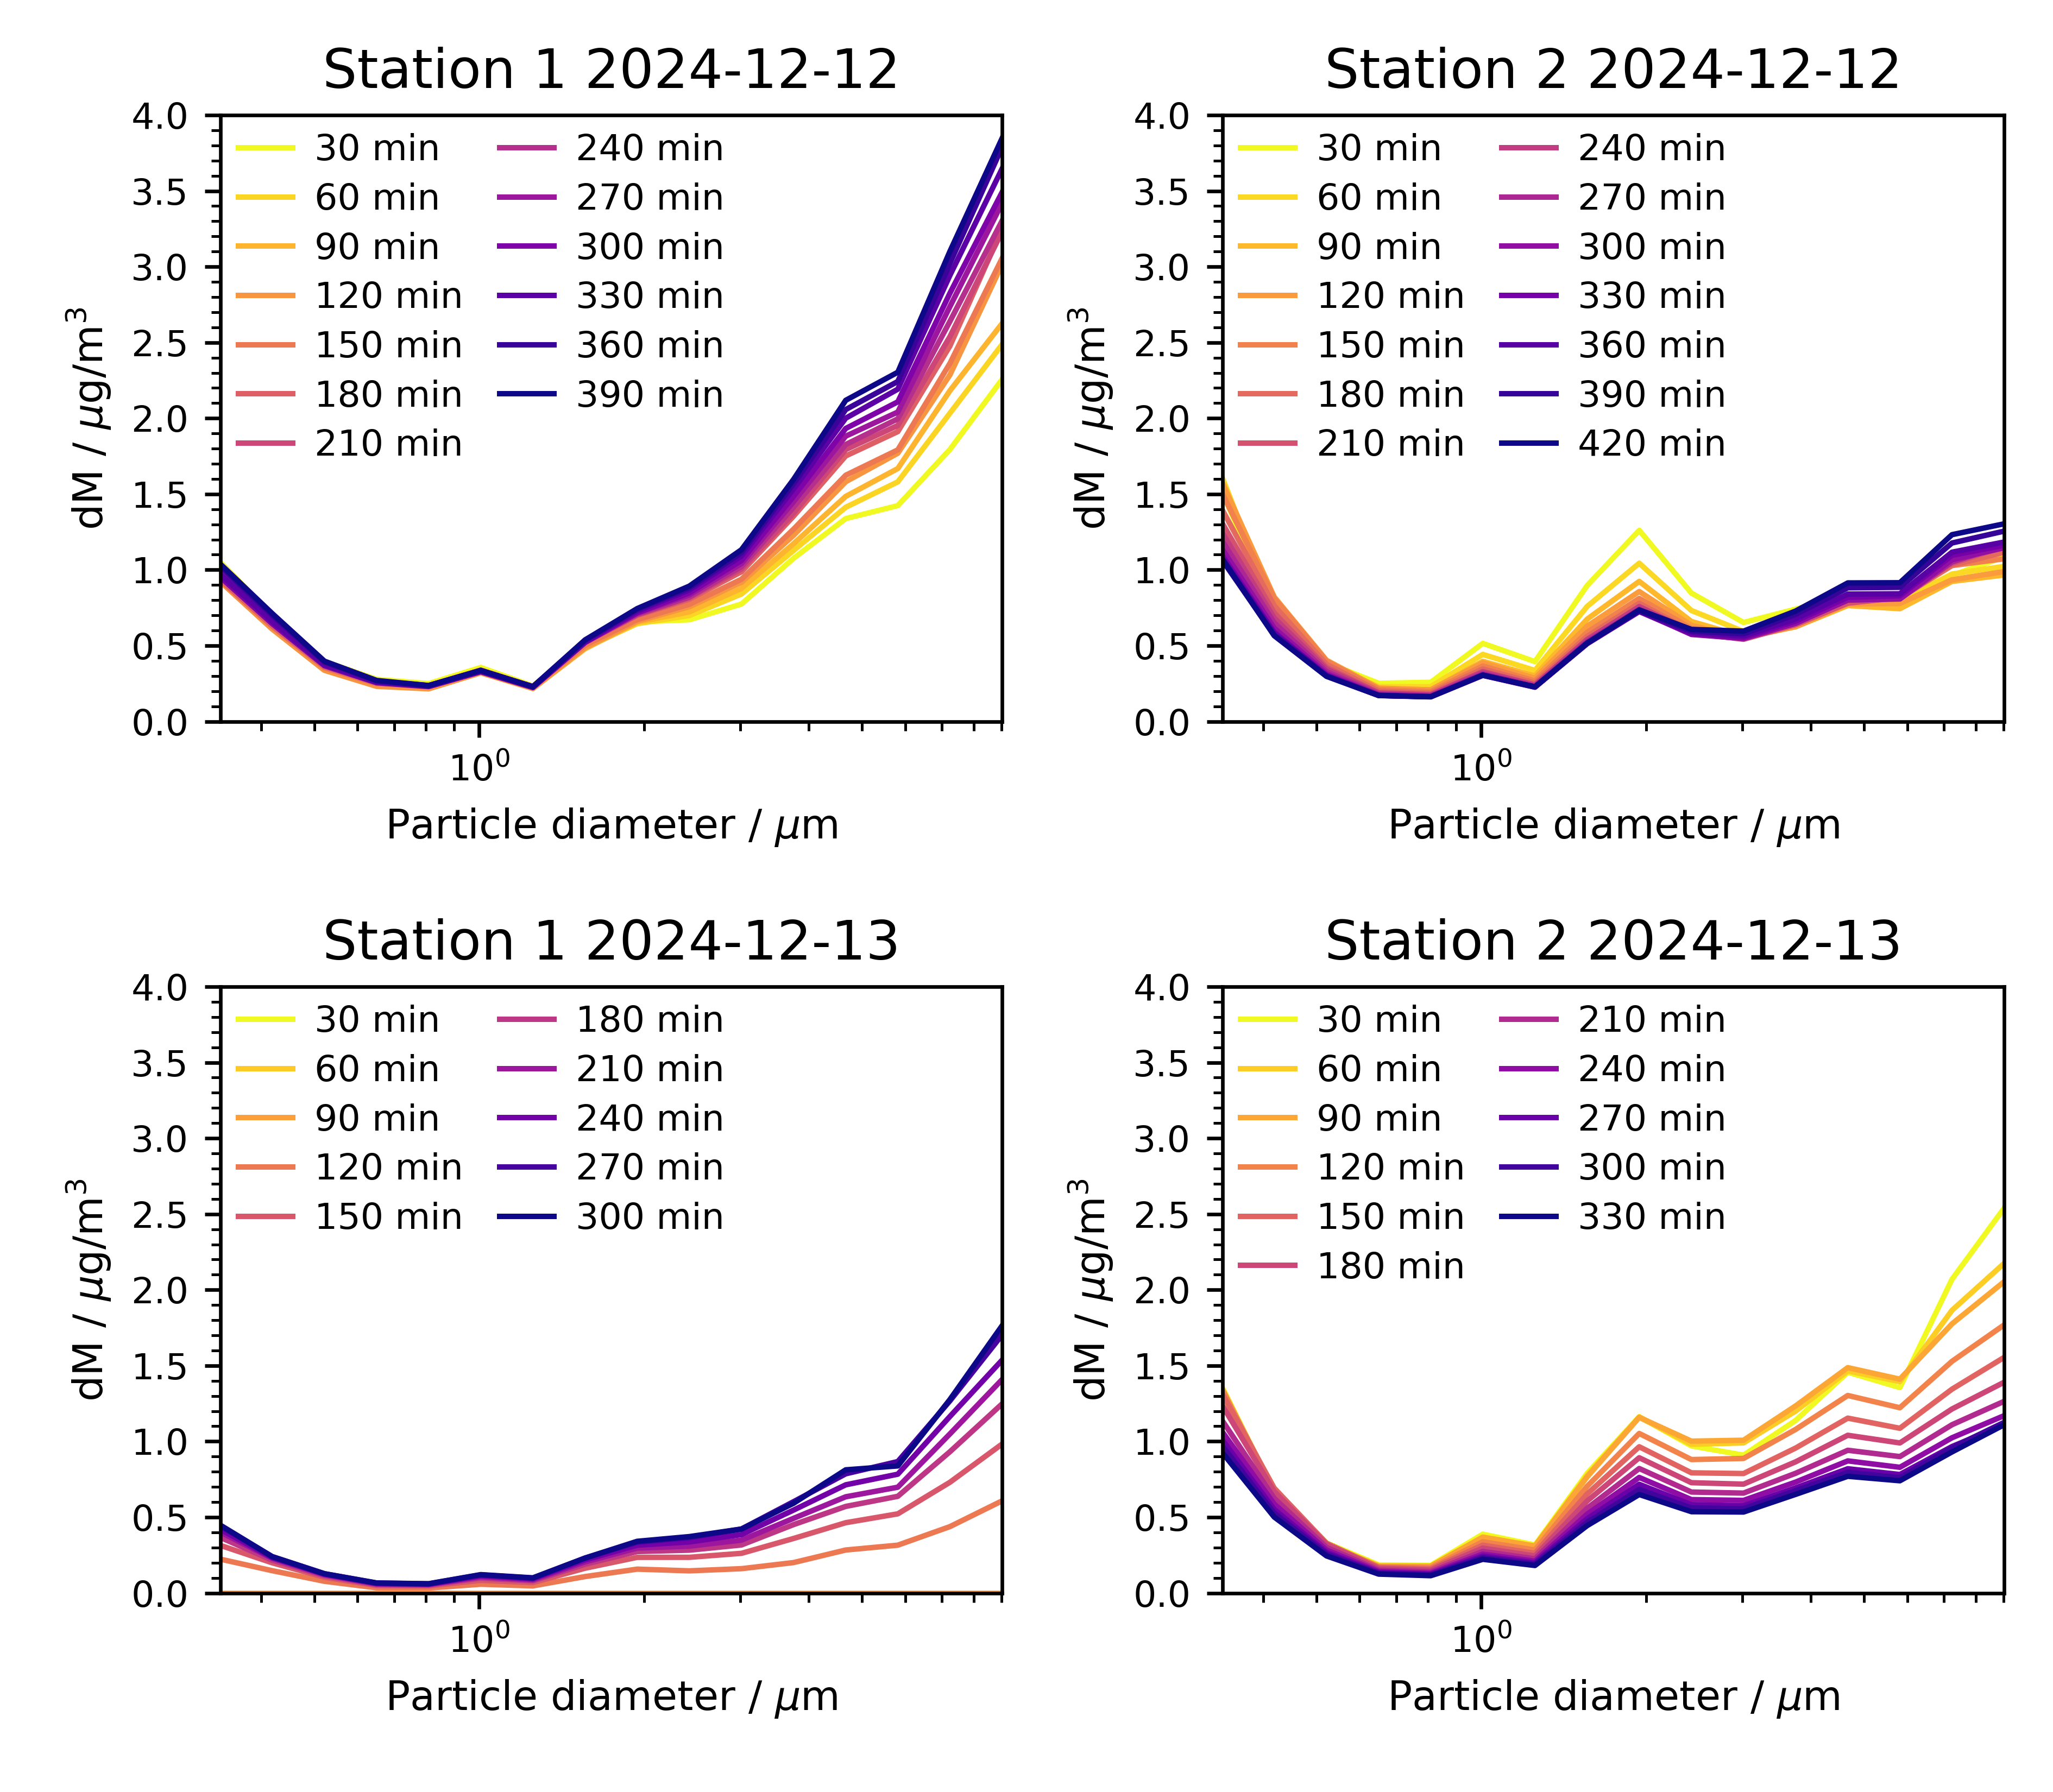 Station 1 2024-12-12
4.0
3.5
3.0
2.5
2.0
1.5
1.0
0.5
0.0
dM / μg/m³
30 min
60 min
90 min
120 min
150 min
180 min
210 min
240 min
270 min
300 min
330 min
360 min
390 min
10⁰
Particle diameter / μm
Station 2 2024-12-12
4.0
3.5
3.0
2.5
2.0
1.5
1.0
0.5
0.0
dM / μg/m³
30 min
60 min
90 min
120 min
150 min
180 min
210 min
240 min
270 min
300 min
330 min
360 min
390 min
420 min
10⁰
Particle diameter / μm
Station 1 2024-12-13
4.0
3.5
3.0
2.5
2.0
1.5
1.0
0.5
0.0
dM / μg/m³
30 min
60 min
90 min
120 min
150 min
180 min
210 min
240 min
270 min
300 min
10⁰
Particle diameter / μm
Station 2 2024-12-13
4.0
3.5
3.0
2.5
2.0
1.5
1.0
0.5
0.0
dM / μg/m³
30 min
60 min
90 min
120 min
150 min
180 min
210 min
240 min
270 min
300 min
330 min
10⁰
Particle diameter / μm